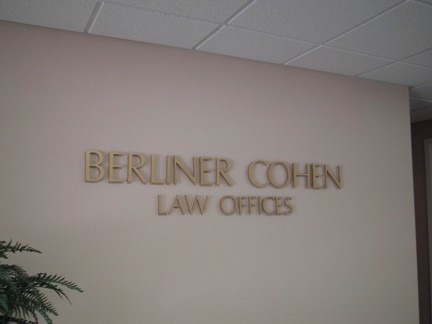 BERLINER COHEN
LAW OFFICES